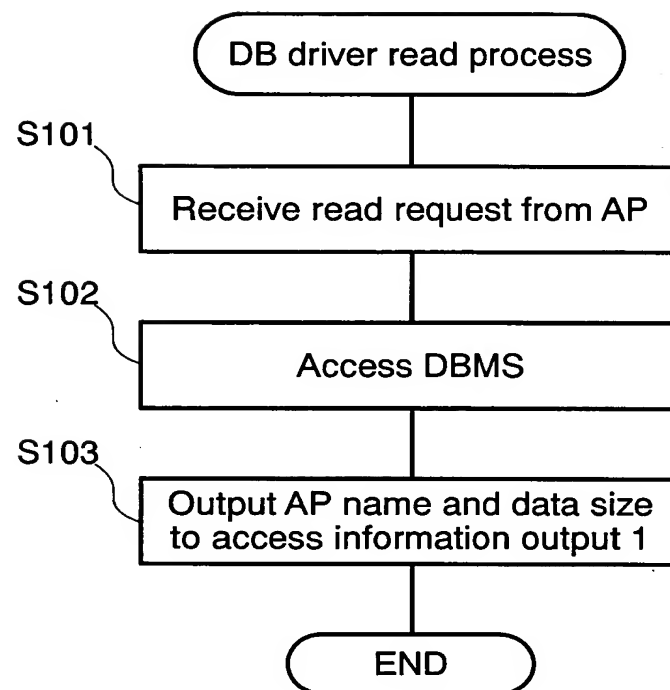 DB driver read process
S101
Receive read request from AP
S102
Access DBMS
S103
Output AP name and data size
to access information output 1
END